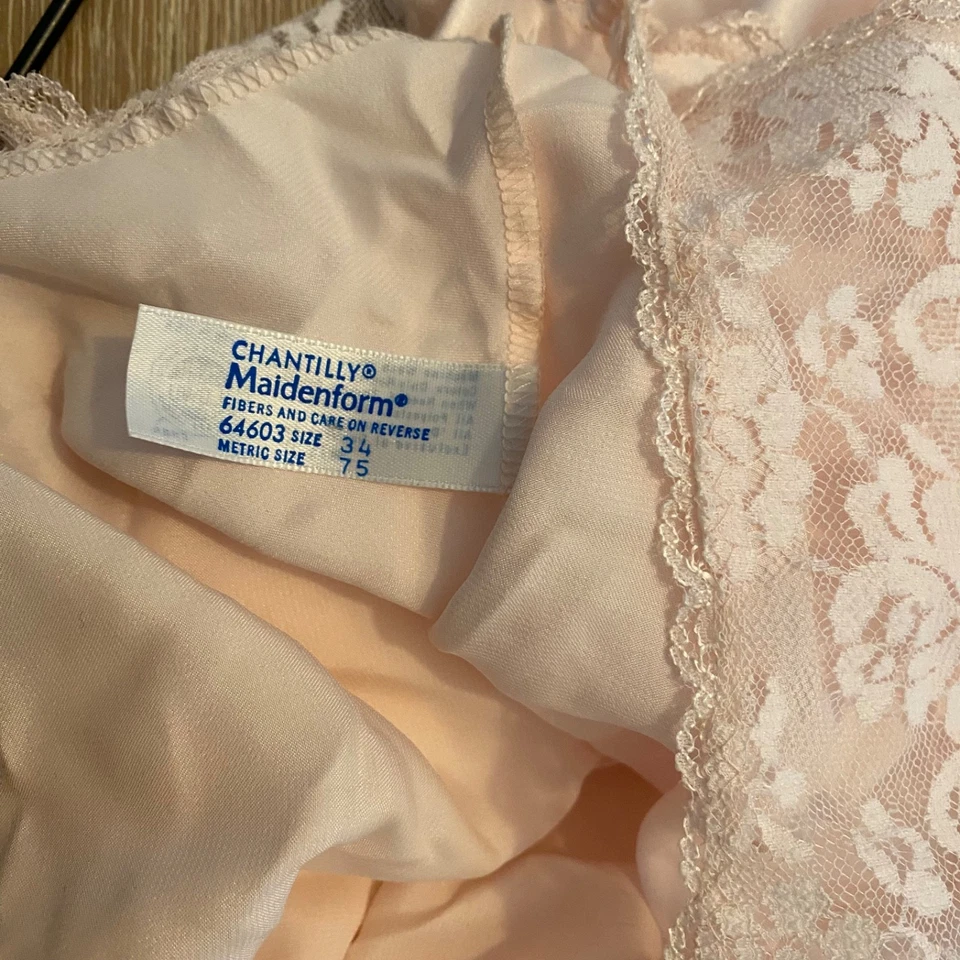 CHANTILLY®
Maidenform®
FIBERS AND CARE ON REVERSE
64603 SIZE 34
METRIC SIZE 75